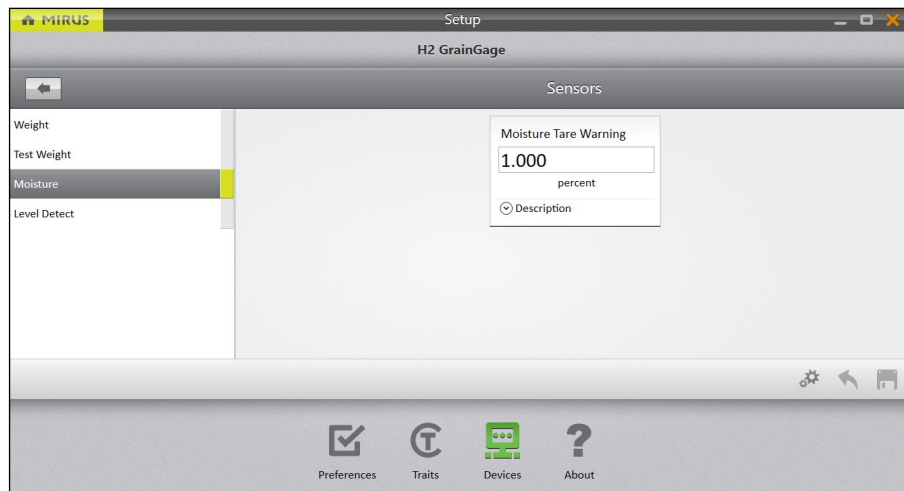 MIRUS
Setup
H2 GrainGage
Sensors
Weight
Test Weight
Moisture
Level Detect
Moisture Tare Warning
1.000
percent
Description
Preferences
Traits
Devices
About